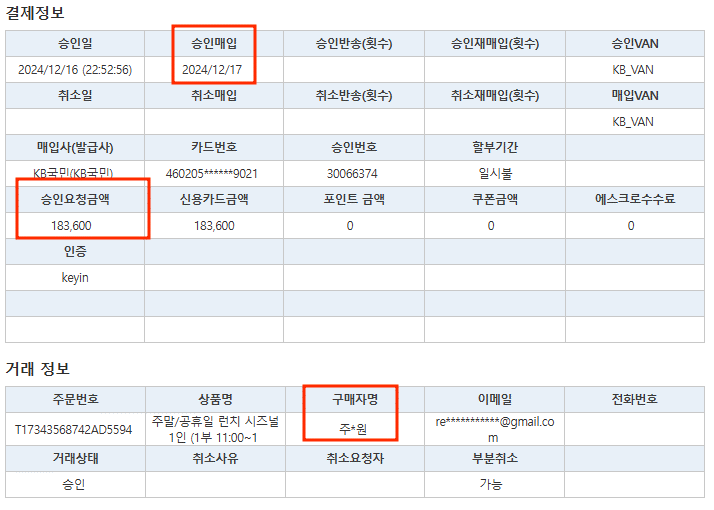 결제정보
승인일 승인매입 승인반송(횟수) 승인재매입(횟수) 승인VAN
2024/12/16 (22:52:56) 2024/12/17 KB_VAN
취소일 취소매입 취소반송(횟수) 취소재매입(횟수) 매입VAN
KB_VAN
매입사(발급사) 카드번호 승인번호 할부기간
KB국민(KB국민) 460205******9021 30066374 일시불
승인요청금액 신용카드금액 포인트 금액 쿠폰금액 에스크로수수료
183,600 183,600 0 0 0
인증
keyin
거래 정보
주문번호 상품명 구매자명 이메일 전화번호
T17343568742AD5594 주말/공휴일 런치 시즈널 1인 (1부 11:00~1 주*원 re***********@gmail.com
거래상태 취소사유 취소요청자 부분취소
승인 가능